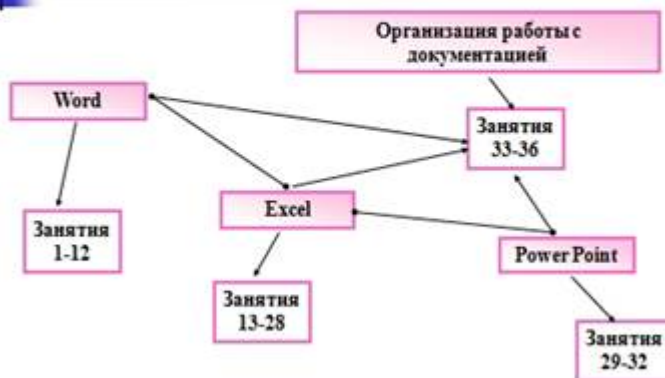 Организация работы с
документацией
Word
Занятия
33-36
Excel
Занятия
1-12
Power Point
Занятия
13-28
Занятия
29-32